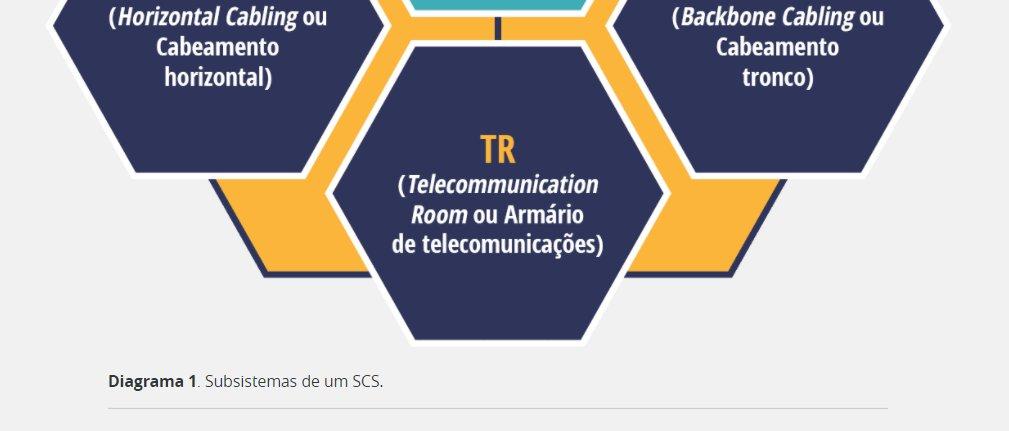 (Horizontal Cabling ou
Cabeamento
horizontal)
(Backbone Cabling ou
Cabeamento
tronco)
TR
(Telecommunication
Room ou Armário
de telecomunicações)
Diagrama 1. Subsistemas de um SCS.